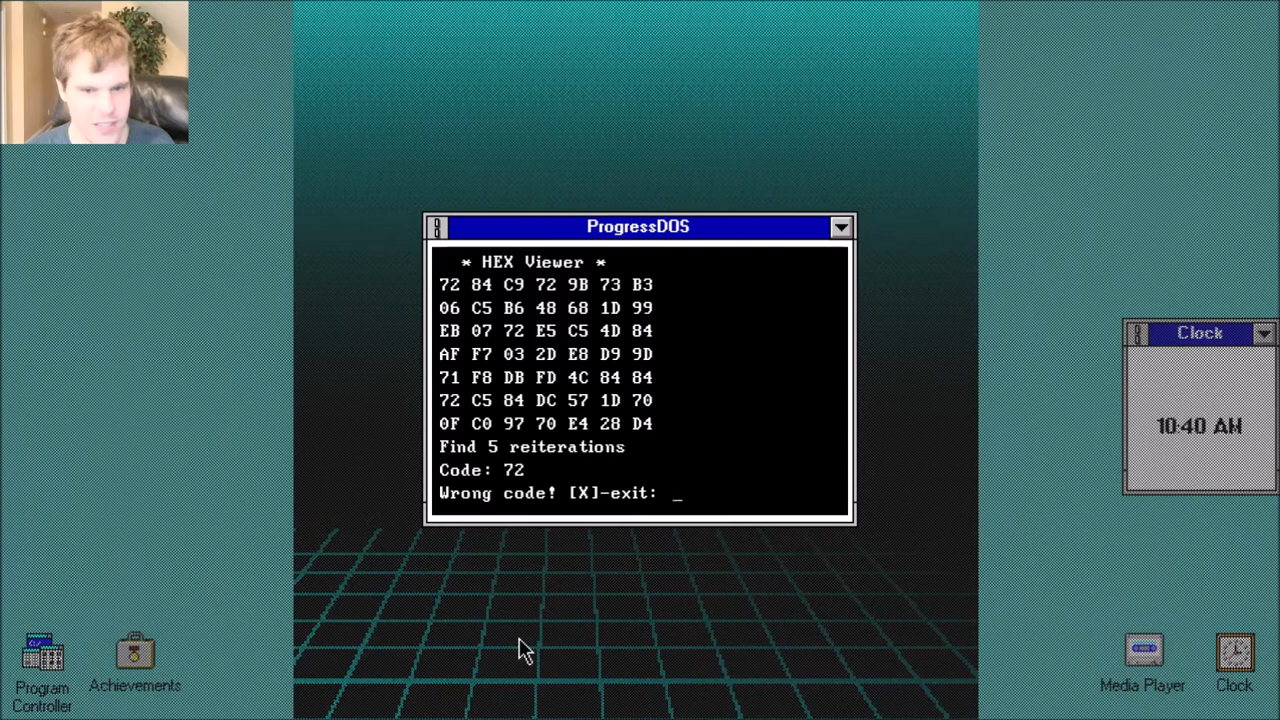 ProgressDOS
* HEX Viewer *
72 84 C9 72 9B 73 B3
06 C5 B6 48 68 1D 99
EB 07 72 E5 C5 4D 84
AF F7 03 2D E8 D9 9D
71 F8 DB FD 4C 84 84
72 C5 84 DC 57 1D 70
0F C0 97 70 E4 28 D4
Find 5 reiterations
Code: 72
Wrong code! [X]-exit: _
Clock
10:40 AM
Program
Controller
Achievements
Media Player
Clock